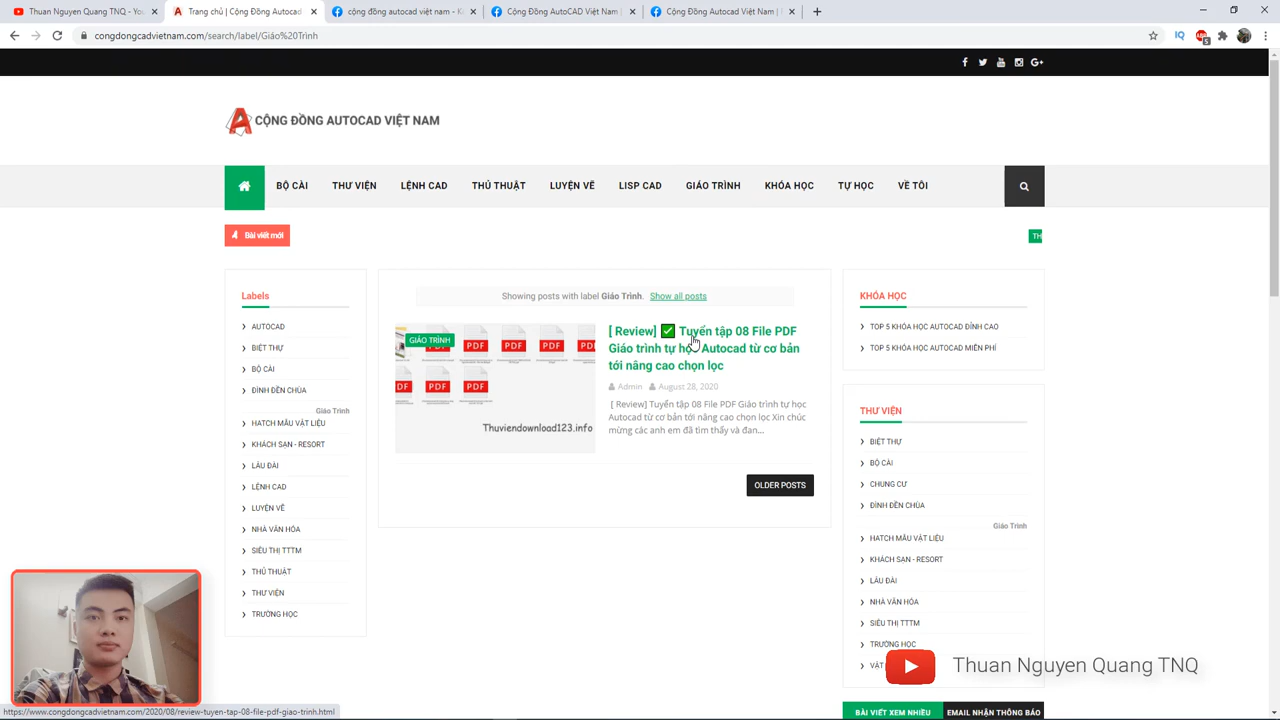 Thuan Nguyen Quang TNQ - You
Trang chủ | Cộng Đồng Autocad
cộng đồng autocad việt nam - K
Cộng Đồng AutoCAD Việt Nam |
Cộng Đồng Autocad Việt Nam |
congdongcadvietnam.com/search/label/Giáo%20Trình
CỘNG ĐỒNG AUTOCAD VIỆT NAM
BỘ CÀI THƯ VIỆN LỆNH CAD THỦ THUẬT LUYỆN VẼ LISP CAD GIÁO TRÌNH KHÓA HỌC TỰ HỌC VỀ TÔI
Bài viết mới
TH
Labels
AUTOCAD
BIỆT THỰ
BỘ CÀI
ĐÌNH ĐỀN CHÙA
Giáo Trình
HATCH MẪU VẬT LIỆU
KHÁCH SẠN - RESORT
LÂU ĐÀI
LỆNH CAD
LUYỆN VẼ
NHÀ VĂN HÓA
SIÊU THỊ TTTM
THỦ THUẬT
THƯ VIỆN
TRƯỜNG HỌC
Showing posts with label Giáo Trình. Show all posts
GIÁO TRÌNH
PDF PDF PDF PDF PDF
DF PDF PDF
Thuviendownload123.info
[ Review] ✅ Tuyển tập 08 File PDF
Giáo trình tự học Autocad từ cơ bản
tới nâng cao chọn lọc
Admin August 28, 2020
[ Review] Tuyển tập 08 File PDF Giáo trình tự học
Autocad từ cơ bản tới nâng cao chọn lọc Xin chúc
mừng các anh em đã tìm thấy và đan...
OLDER POSTS
KHÓA HỌC
TOP 5 KHÓA HỌC AUTOCAD ĐỈNH CAO
TOP 5 KHÓA HỌC AUTOCAD MIỄN PHÍ
THƯ VIỆN
BIỆT THỰ
BỘ CÀI
CHUNG CƯ
ĐÌNH ĐỀN CHÙA
Giáo Trình
HATCH MẪU VẬT LIỆU
KHÁCH SẠN - RESORT
LÂU ĐÀI
NHÀ VĂN HÓA
SIÊU THỊ TTTM
TRƯỜNG HỌC
VẬT
Thuan Nguyen Quang TNQ
BÀI VIẾT XEM NHIỀU EMAIL NHẬN THÔNG BÁO
https://www.congdongcadvietnam.com/2020/08/review-tuyen-tap-08-file-pdf-giao-trinh.html